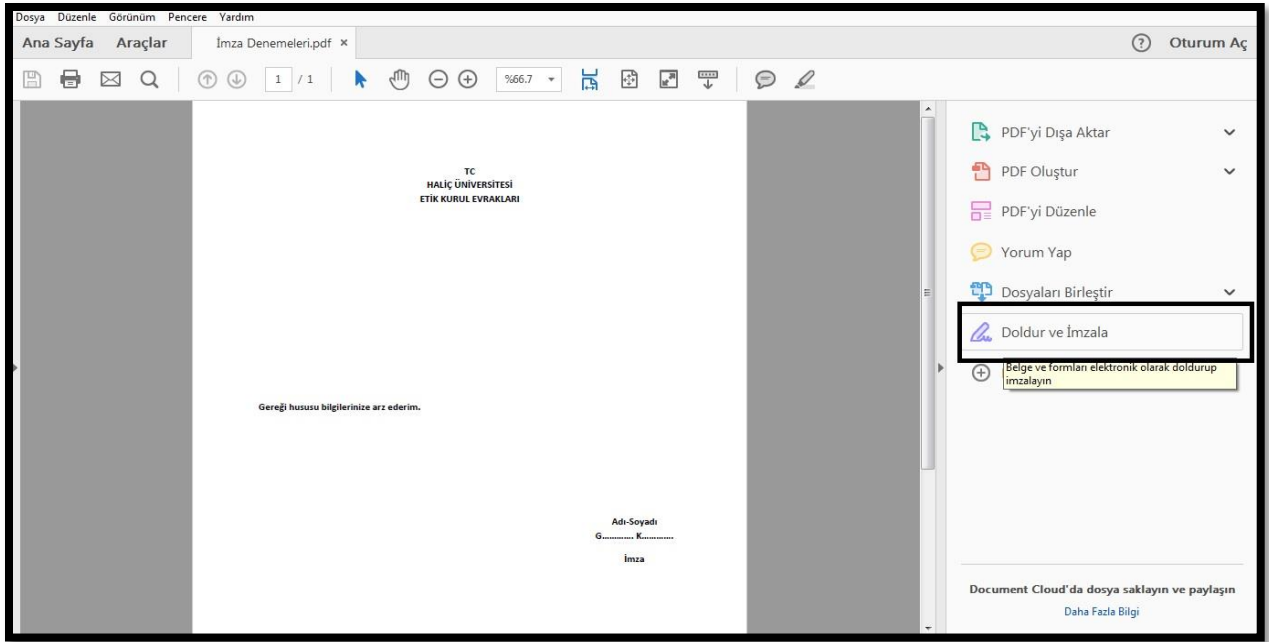 Dosya Düzenle Görünüm Pencere Yardım
Ana Sayfa Araçlar İmza Denemeleri.pdf × ? Oturum Aç
1 / 1 %66.7
TC
HALİÇ ÜNİVERSİTESİ
ETİK KURUL EVRAKLARI
Gereği hususu bilgilerinize arz ederim.
Adı-Soyadı
G............. K.............
İmza
PDF'yi Dışa Aktar
PDF Oluştur
PDF'yi Düzenle
Yorum Yap
Dosyaları Birleştir
Doldur ve İmzala
Belge ve formları elektronik olarak doldurup
imzalayın
Document Cloud'da dosya saklayın ve paylaşın
Daha Fazla Bilgi